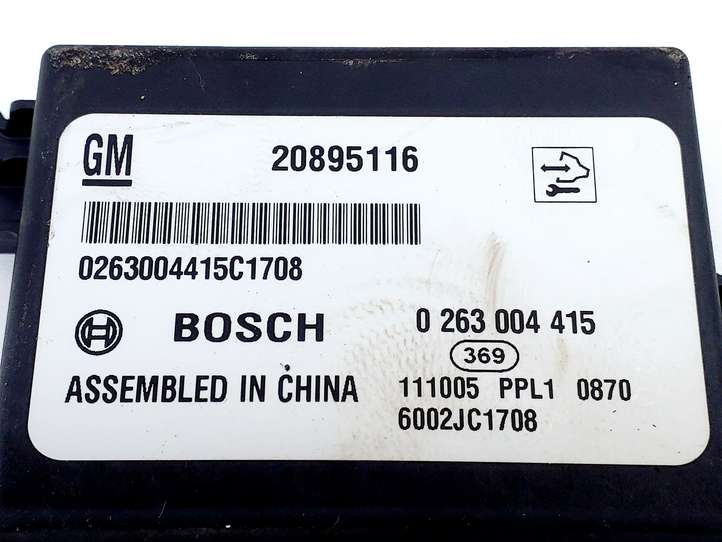 GM 20895116
0263004415C1708
BOSCH 0 263 004 415
369
ASSEMBLED IN CHINA 111005 PPL1 0870
6002JC1708